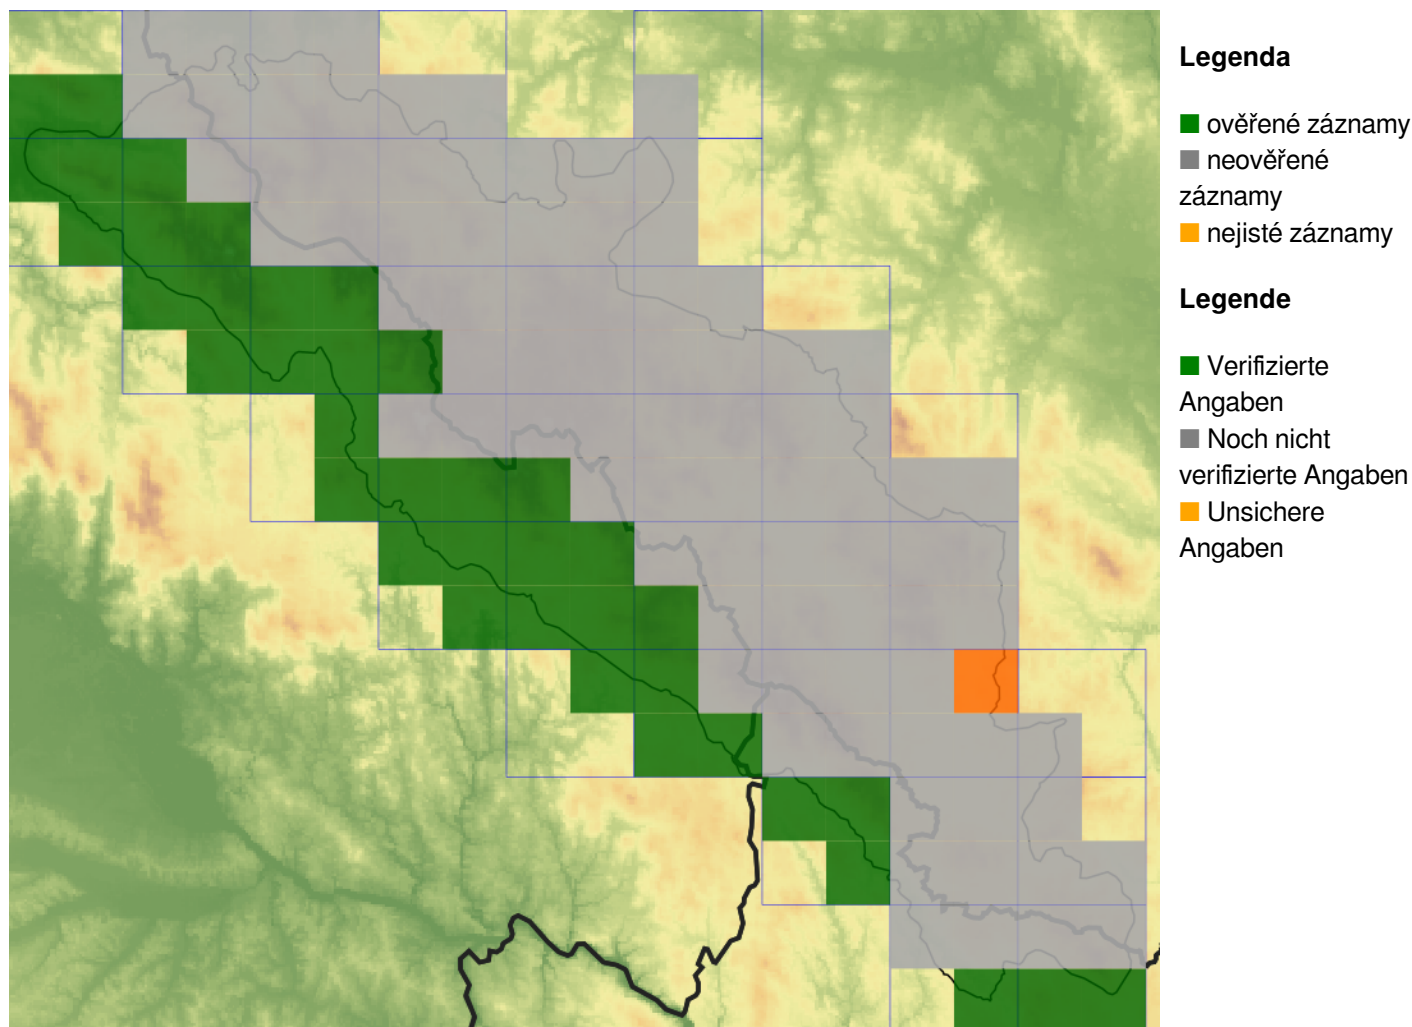 Legenda
ověřené záznamy
neověřené
záznamy
nejisté záznamy
Legende
Verifizierte
Angaben
Noch nicht
verifizierte Angaben
Unsichere
Angaben